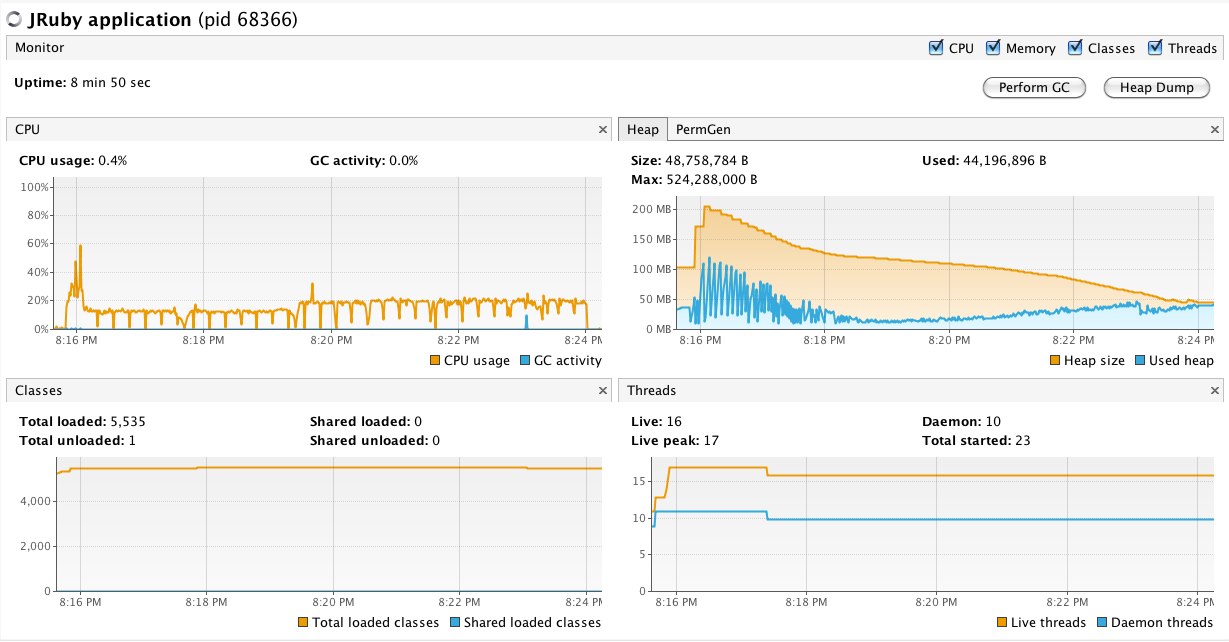 JRuby application (pid 68366)
Monitor
CPU Memory Classes Threads
Uptime: 8 min 50 sec
Perform GC Heap Dump
CPU
CPU usage: 0.4% GC activity: 0.0%
100%
80%
60%
40%
20%
0%
8:16 PM 8:18 PM 8:20 PM 8:22 PM 8:24 P
CPU usage GC activity
Heap PermGen
Size: 48,758,784 B Used: 44,196,896 B
Max: 524,288,000 B
200 MB
150 MB
100 MB
50 MB
0 MB
8:16 PM 8:18 PM 8:20 PM 8:22 PM 8:24 P
Heap size Used heap
Classes
Total loaded: 5,535 Shared loaded: 0
Total unloaded: 1 Shared unloaded: 0
4,000
2,000
0
8:16 PM 8:18 PM 8:20 PM 8:22 PM 8:24 P
Total loaded classes Shared loaded classes
Threads
Live: 16 Daemon: 10
Live peak: 17 Total started: 23
15
10
5
0
8:16 PM 8:18 PM 8:20 PM 8:22 PM 8:24 P
Live threads Daemon threads